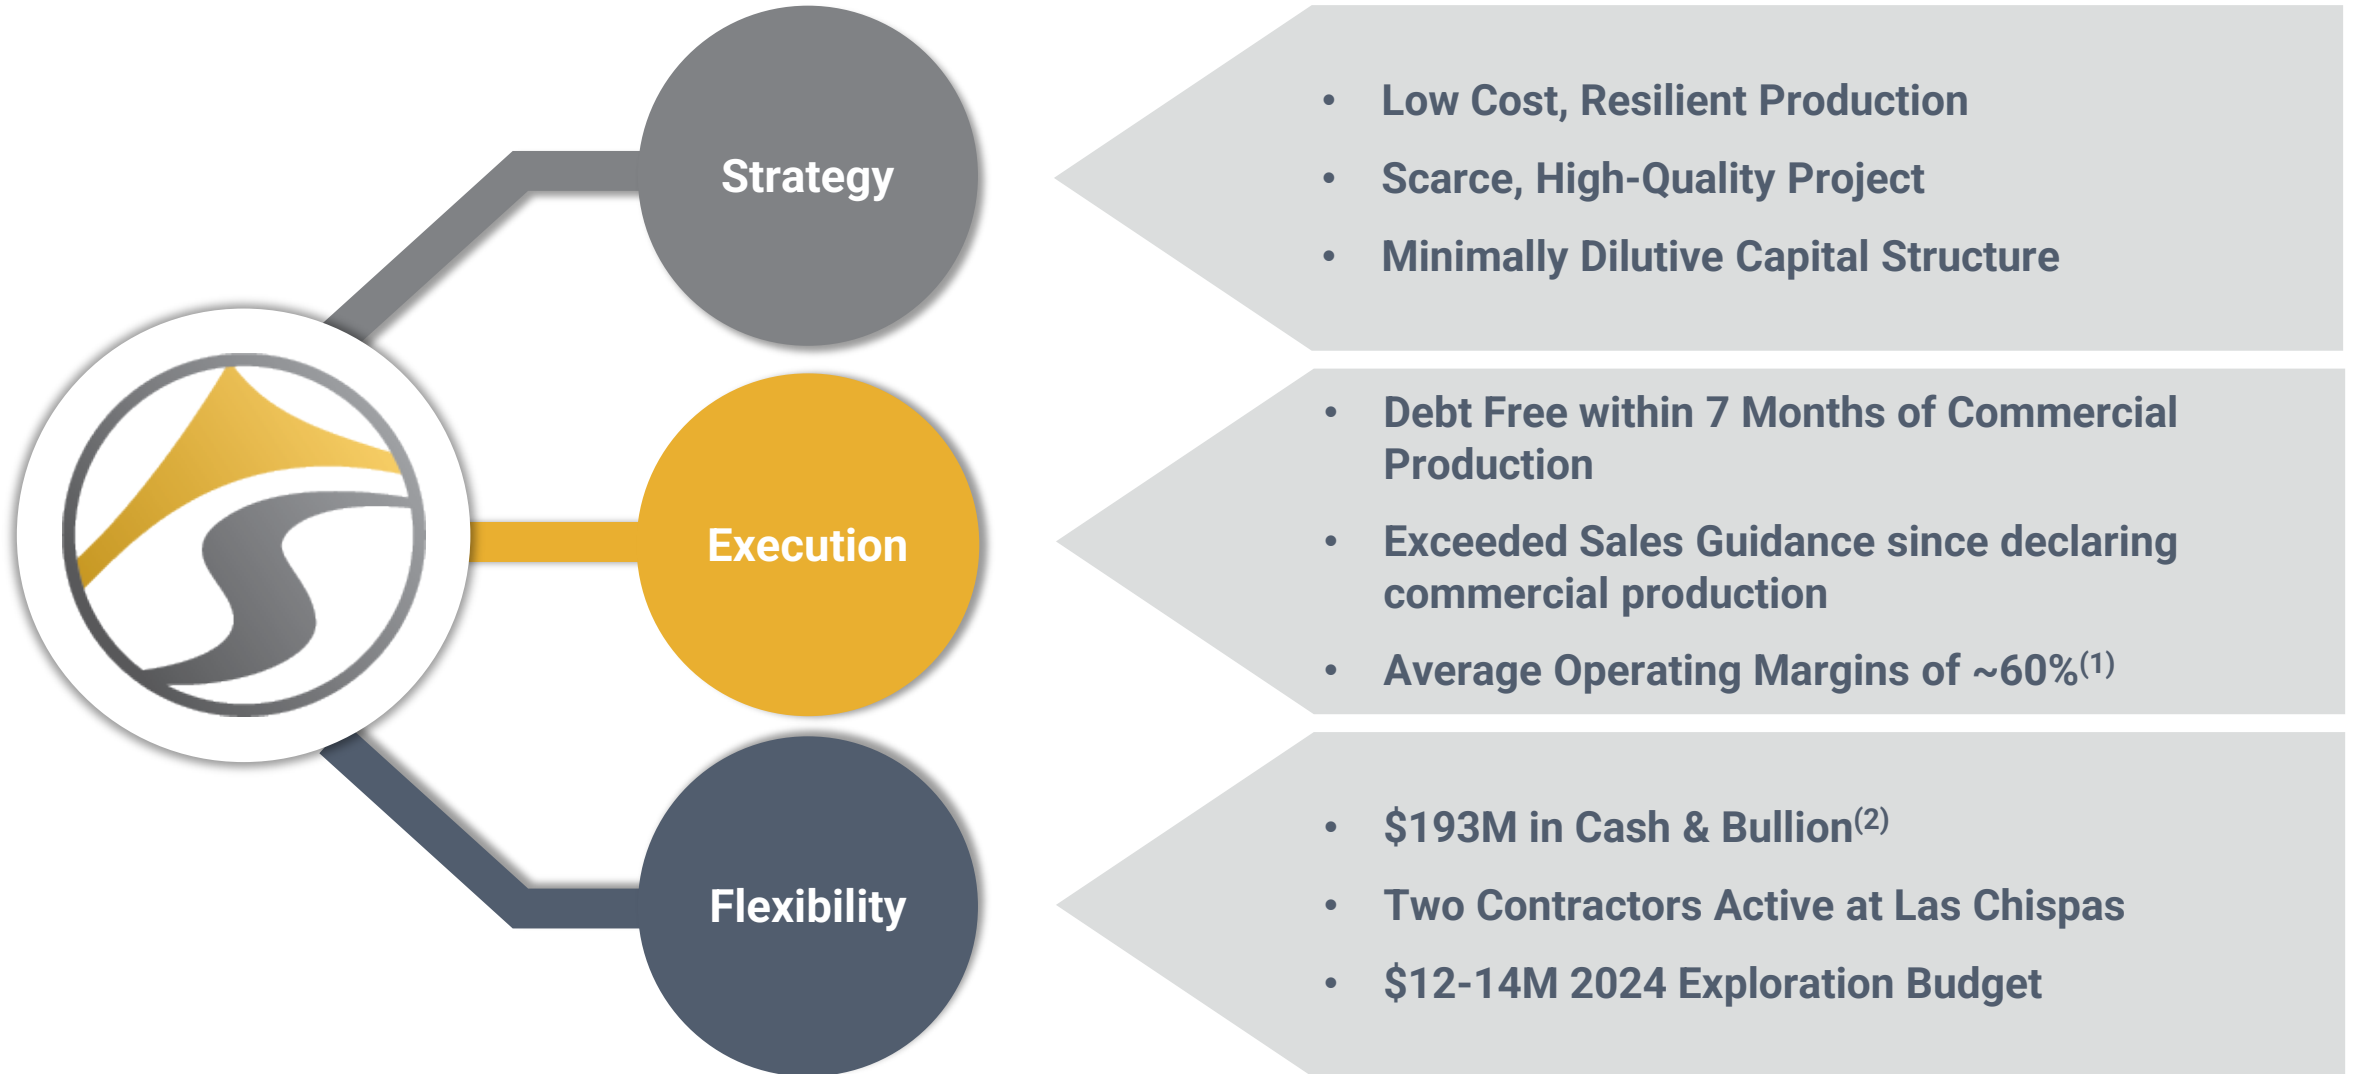 Strategy
• Low Cost, Resilient Production
• Scarce, High-Quality Project
• Minimally Dilutive Capital Structure
Execution
• Debt Free within 7 Months of Commercial
Production
• Exceeded Sales Guidance since declaring
commercial production
• Average Operating Margins of ~60%(1)
Flexibility
• $193M in Cash & Bullion(2)
• Two Contractors Active at Las Chispas
• $12-14M 2024 Exploration Budget